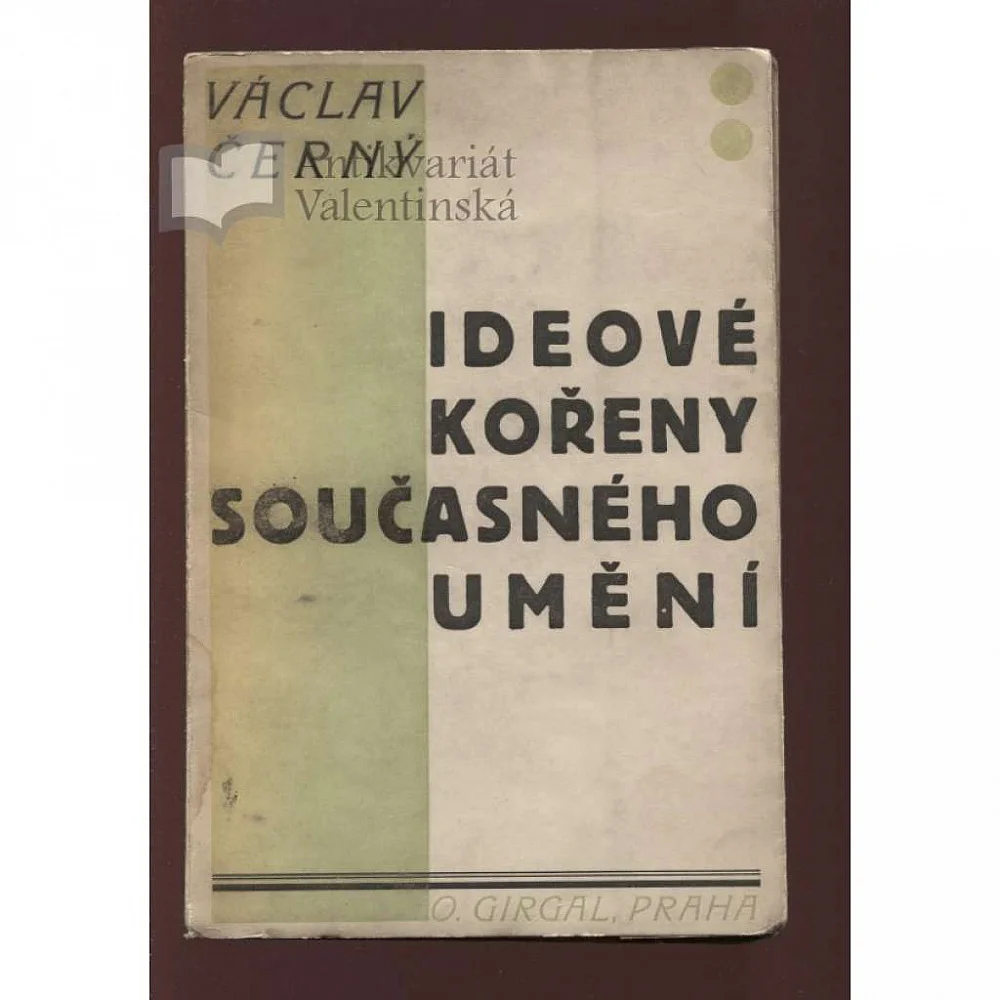 VÁCLAV
ČERNÝ
Antikvariát
Valentinská
IDEOVÉ
KOŘENY
SOUČASNÉHO
UMĚNÍ
O. GIRGAL, PRAHA